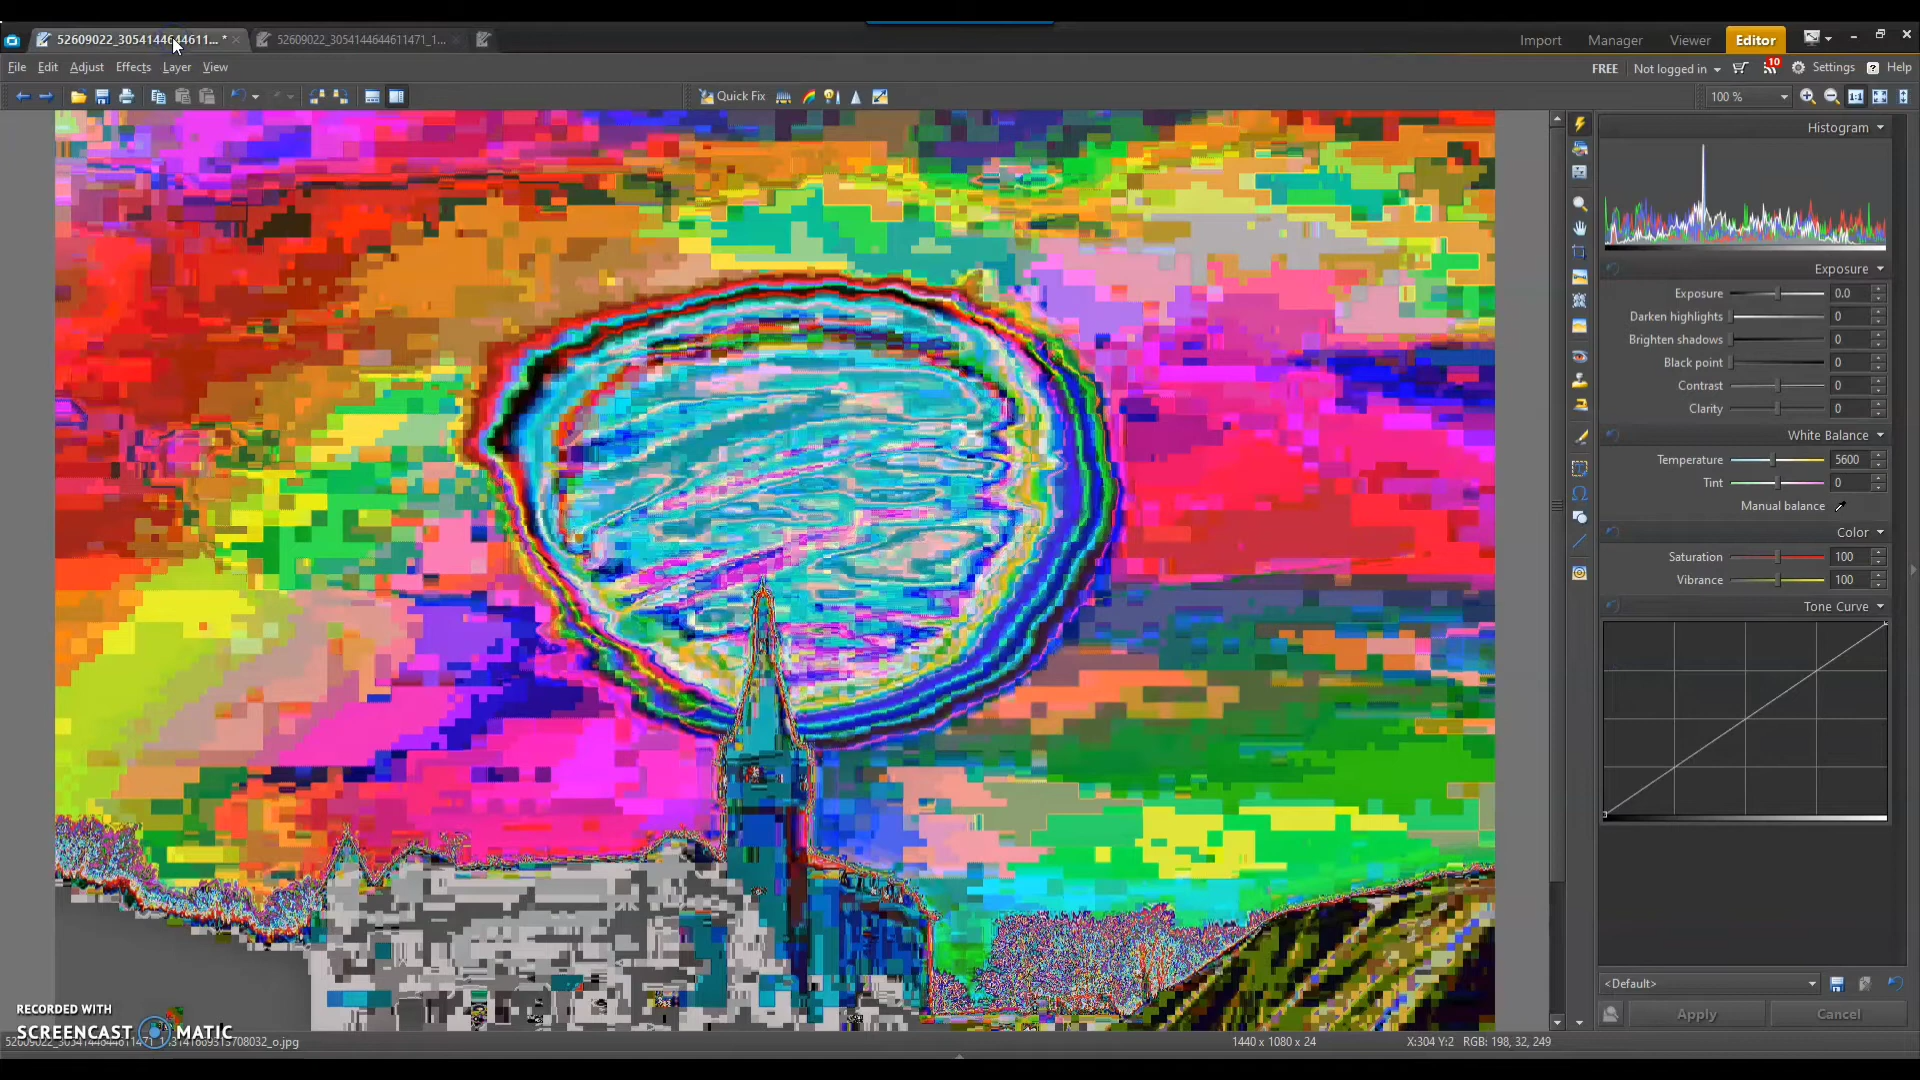 52609022_3054144644611... *
52609022_3054144644611471_1...
Import
Manager
Viewer
Editor
File
Edit
Adjust
Effects
Layer
View
FREE
Not logged in
10
Settings
Help
Quick Fix
100 %
Histogram
Exposure
Exposure 0.0
Darken highlights 0
Brighten shadows 0
Black point 0
Contrast 0
Clarity 0
White Balance
Temperature 5600
Tint 0
Manual balance
Color
Saturation 100
Vibrance 100
Tone Curve
<Default>
Apply
Cancel
RECORDED WITH
SCREENCAST MATIC
1440 x 1080 x 24
X:304 Y:2
RGB: 198, 32, 249